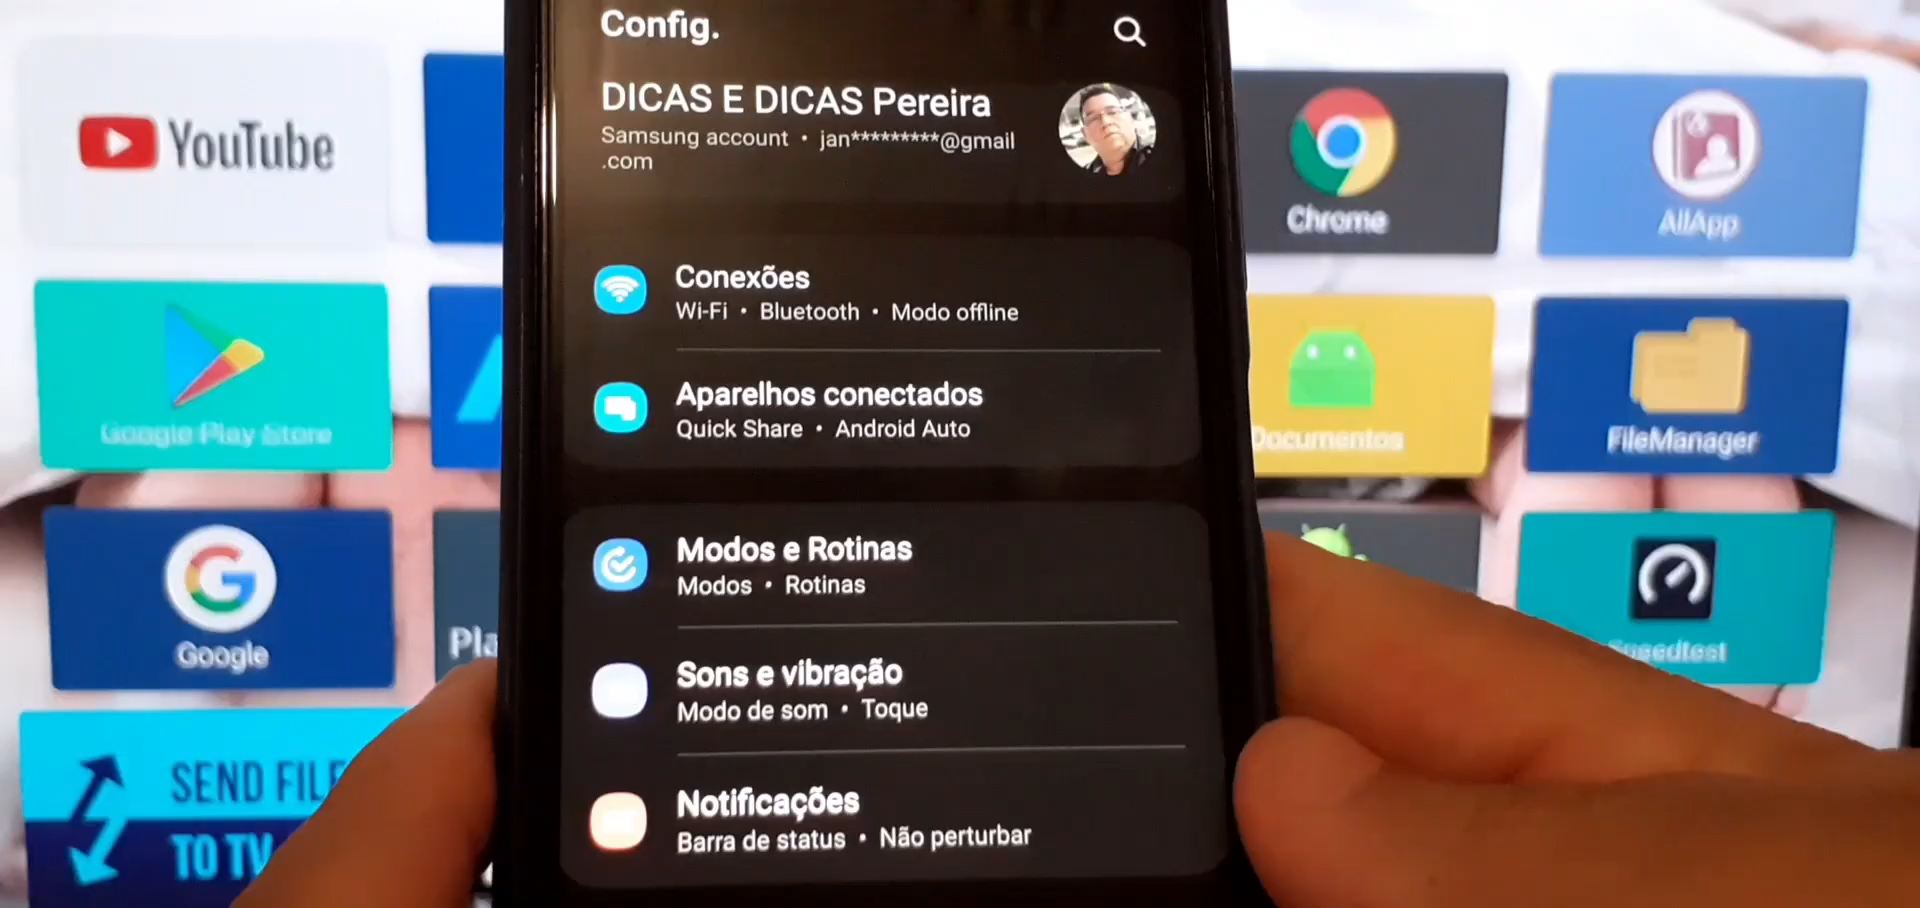 Config.
DICAS E DICAS Pereira
Samsung account • jan*********@gmail
.com
Conexões
Wi-Fi • Bluetooth • Modo offline
Aparelhos conectados
Quick Share • Android Auto
Modos e Rotinas
Modos • Rotinas
Sons e vibração
Modo de som • Toque
Notificações
Barra de status • Não perturbar
YouTube
Google Play Store
Google
Pla
SEND FILE
TO TV
Chrome
AllApp
Documentos
FileManager
Speedtest